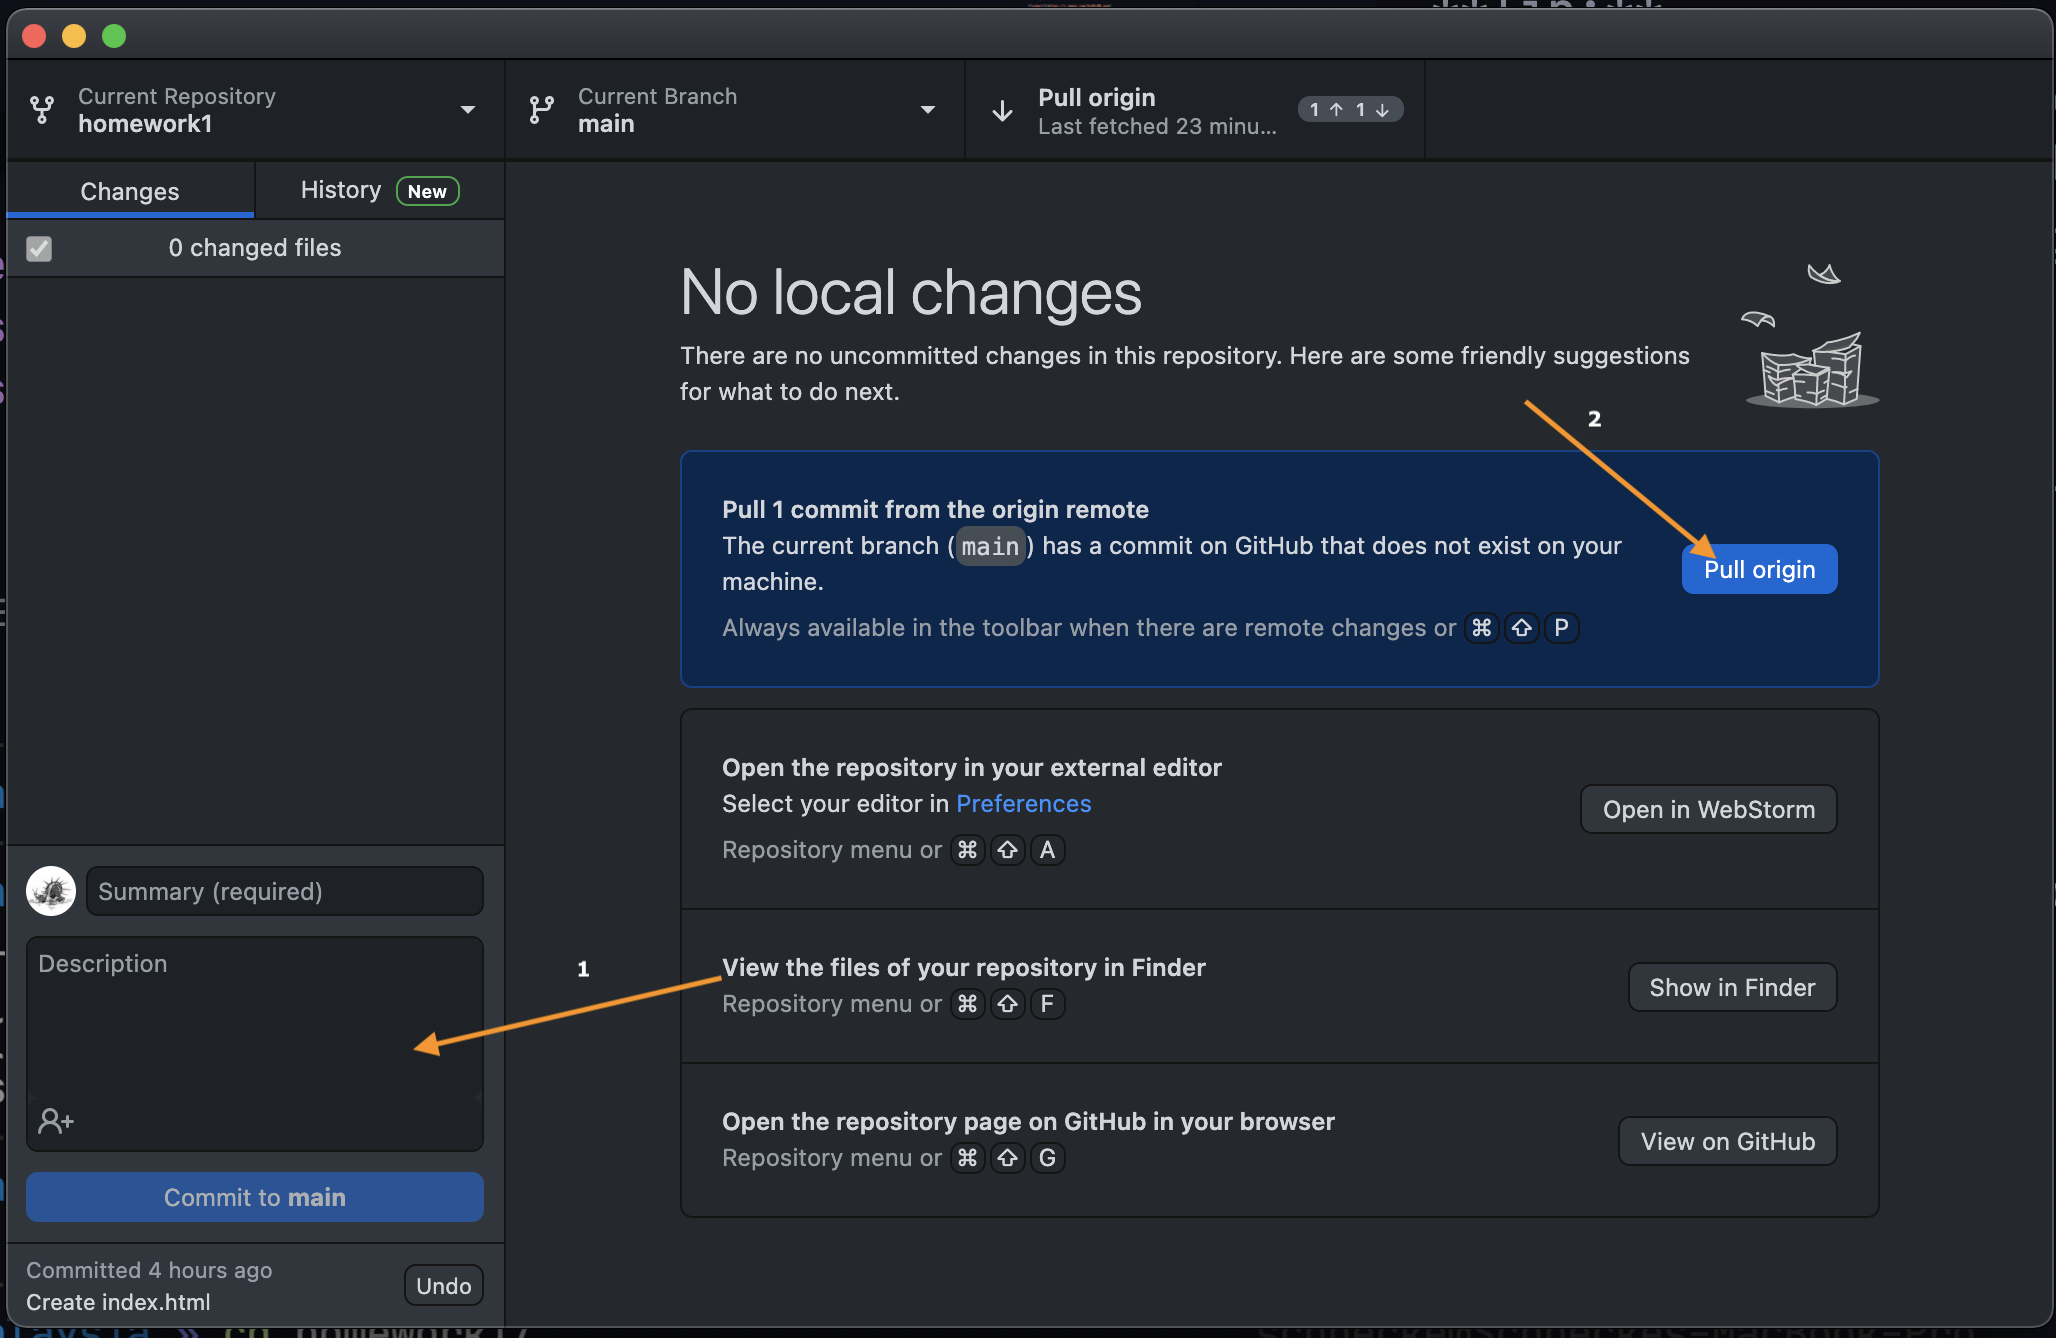 Current Repository
homework1
Current Branch
main
Pull origin
Last fetched 23 minu...
1 ↑ 1 ↓
Changes
History New
0 changed files
No local changes
There are no uncommitted changes in this repository. Here are some friendly suggestions
for what to do next.
2
Pull 1 commit from the origin remote
The current branch (main) has a commit on GitHub that does not exist on your
machine.
Pull origin
Always available in the toolbar when there are remote changes or ⌘ ⇧ P
Open the repository in your external editor
Select your editor in Preferences
Repository menu or ⌘ ⇧ A
Open in WebStorm
Summary (required)
Description
1
View the files of your repository in Finder
Repository menu or ⌘ ⇧ F
Show in Finder
Open the repository page on GitHub in your browser
Repository menu or ⌘ ⇧ G
View on GitHub
Commit to main
Committed 4 hours ago
Create index.html
Undo